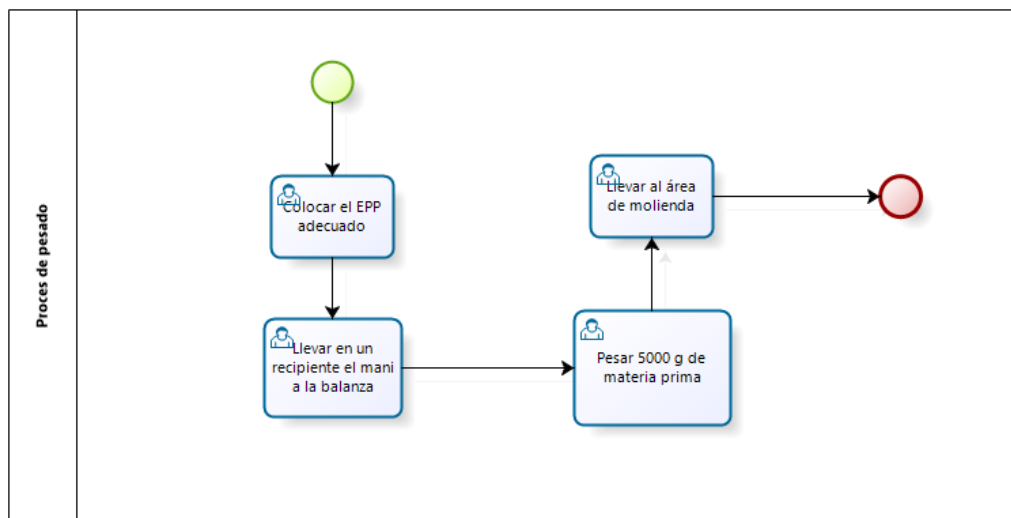 Proces de pesado
Colocar el EPP
adecuado
Llevar en un
recipiente el mani
a la balanza
Pesar 5000 g de
materia prima
Llevar al área
de molienda